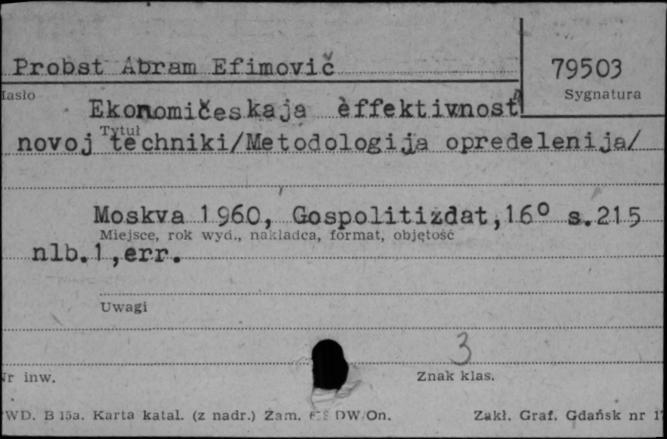 Probst Abram Efimovič
79503
Hasło
Sygnatura
Ekonomičeskaja èffektivnosť
Tytuł
novoj techniki/Metodologija opredelenija/
Moskva 1960, Gospolitizdat,16° s.215
Miejsce, rok wyd., nakładca, format, objętość
nlb.1,err.
Uwagi
3
Nr inw.
Znak klas.
PWD. B 15a. Karta katal. (z nadr.) Zam. DW/On.
Zakł. Graf. Gdańsk nr